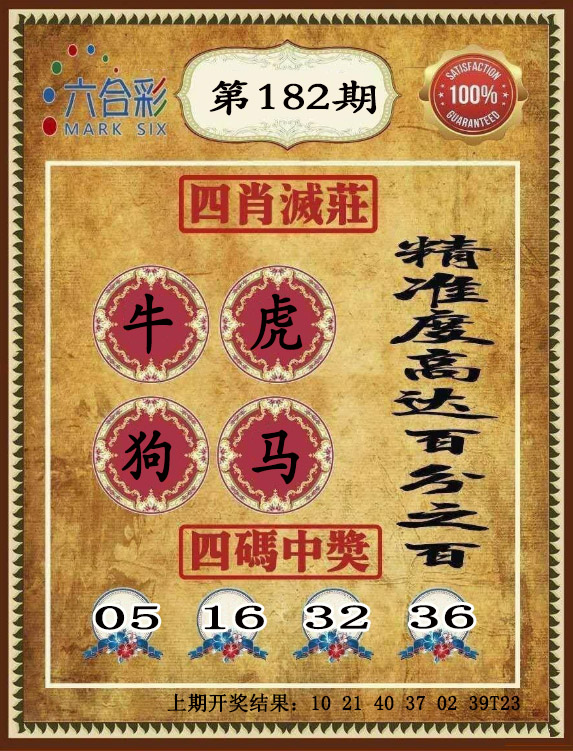 六合彩
MARK SIX
第182期
SATISFACTION
100%
GUARANTEED
四肖滅莊
牛 虎
狗 马
精准度高达百分之百
四碼中獎
05 16 32 36
上期开奖结果: 10 21 40 37 02 39T23